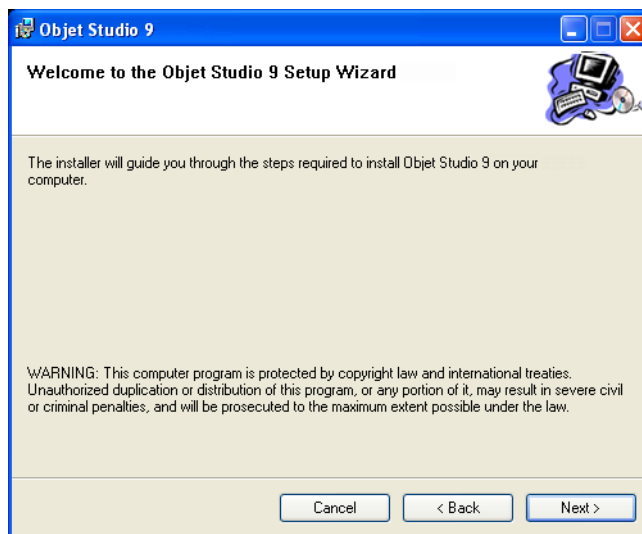 Objet Studio 9
Welcome to the Objet Studio 9 Setup Wizard
The installer will guide you through the steps required to install Objet Studio 9 on your
computer.
WARNING: This computer program is protected by copyright law and international treaties.
Unauthorized duplication or distribution of this program, or any portion of it, may result in severe civil
or criminal penalties, and will be prosecuted to the maximum extent possible under the law.
Cancel < Back Next >